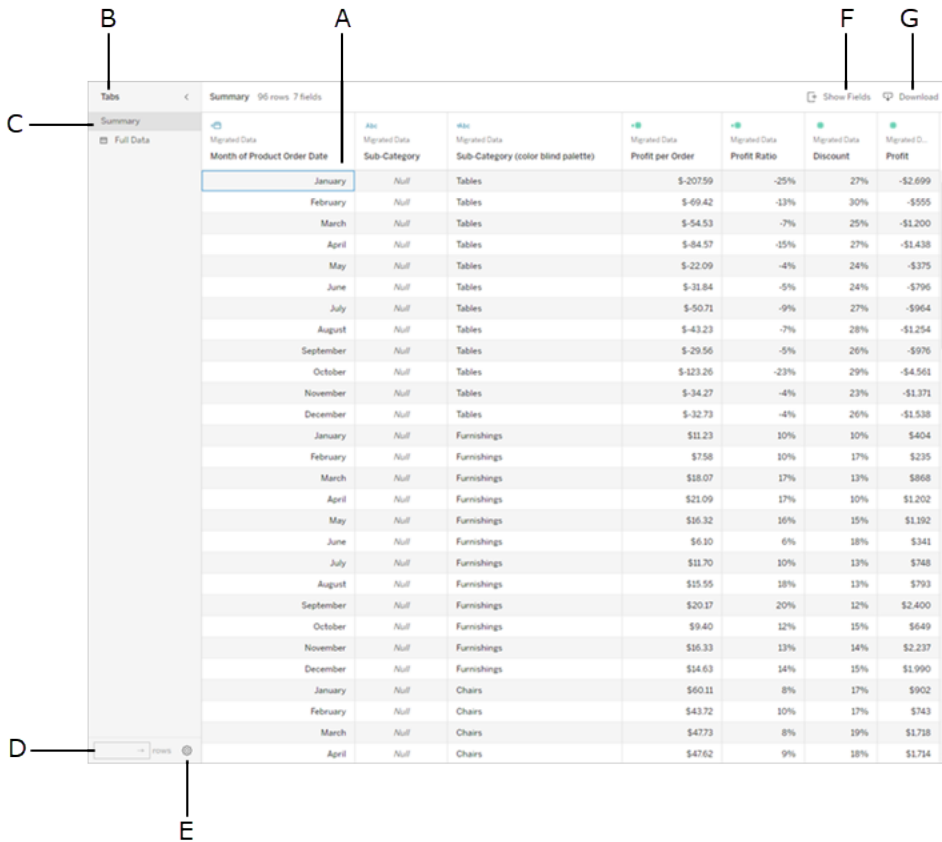 B A F G
Tabs < Summary 96 rows 7 fields Show Fields Download
C Summary
Full Data
Abc =Abc
Migrated Data Migrated Data Migrated Data Migrated Data Migrated Data Migrated Data Migrated D...
Month of Product Order Date Sub-Category Sub-Category (color blind palette) Profit per Order Profit Ratio Discount Profit
January Null Tables $-207.59 -25% 27% -$2,699
February Null Tables $-69.42 -13% 30% -$555
March Null Tables $-54.53 -7% 25% -$1,200
April Null Tables $-84.57 -15% 27% -$1,438
May Null Tables $-22.09 -4% 24% -$375
June Null Tables $-31.84 -5% 24% -$796
July Null Tables $-50.71 -9% 27% -$964
August Null Tables $-43.23 -7% 28% -$1,254
September Null Tables $-29.56 -5% 26% -$976
October Null Tables $-123.26 -23% 29% -$4,561
November Null Tables $-34.27 -4% 23% -$1,371
December Null Tables $-32.73 -4% 26% -$1,538
January Null Furnishings $11.23 10% 10% $404
February Null Furnishings $7.58 10% 17% $235
March Null Furnishings $18.07 17% 13% $868
April Null Furnishings $21.09 17% 10% $1,202
May Null Furnishings $16.32 16% 15% $1,192
June Null Furnishings $6.10 6% 18% $341
July Null Furnishings $11.70 10% 13% $748
August Null Furnishings $15.55 18% 13% $793
September Null Furnishings $20.17 20% 12% $2,400
October Null Furnishings $9.40 12% 15% $649
November Null Furnishings $16.33 13% 14% $2,237
December Null Furnishings $14.63 14% 15% $1,990
January Null Chairs $60.11 8% 17% $902
February Null Chairs $43.72 10% 17% $743
March Null Chairs $47.73 8% 19% $1,718
April Null Chairs $47.62 9% 18% $1,714
D → rows
E